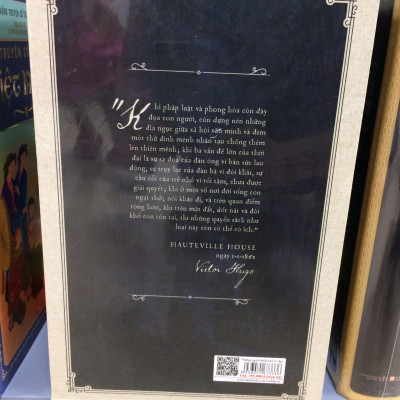 "Khi pháp luật và phong hóa còn đày
đọa con người, còn dựng nên những
địa ngục giữa xã hội văn minh và đem
một thứ định mệnh nhân tạo chồng thêm
lên thiên mệnh; khi ba vấn đề lớn của thời
đại là sự sa đọa của đàn ông vì bán sức lao
động, sự trụy lạc của đàn bà vì đói khát, sự
cằn cỗi của trẻ nhỏ vì tối tăm, chưa được
giải quyết; khi ở một số nơi đời sống còn
ngạt thở; nói khác đi, và trên quan điểm
rộng hơn, khi trên mặt đất, dốt nát và đói
khổ còn tồn tại, thì những quyển sách như
loại này còn có thể có ích."
HAUTEVILLE HOUSE
ngày 1-1-1862
Victor Hugo